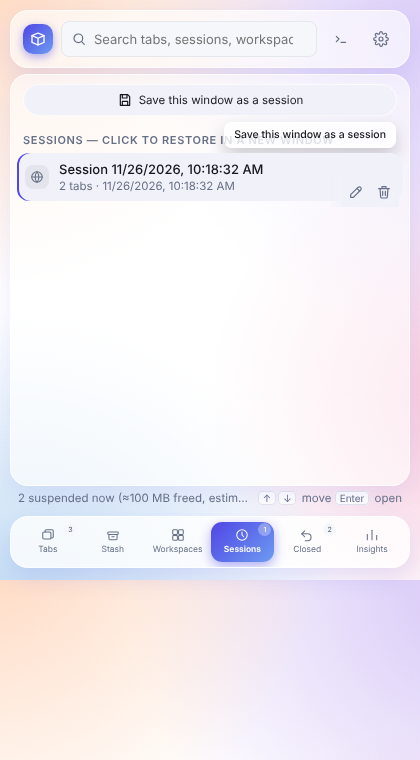 Search tabs, sessions, workspac
Save this window as a session
Save this window as a session
SESSIONS — CLICK TO RESTORE IN A NEW WINDOW
Session 11/26/2026, 10:18:32 AM
2 tabs · 11/26/2026, 10:18:32 AM
2 suspended now (≈100 MB freed, estim... ↑ ↓ move Enter open
3 1 2
Tabs Stash Workspaces Sessions Closed Insights